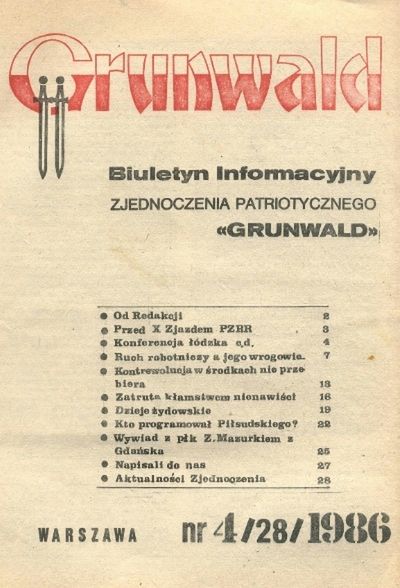 Grunwald
Biuletyn Informacyjny
ZJEDNOCZENIA PATRIOTYCZNEGO
«GRUNWALD»
Od Redakcji 2
Przed X Zjazdem PZPR 3
Konferencja łódzka c.d. 4
Ruch robotniczy a jego wrogowie. 7
Kontrewolucja w środkach nie prze
biera 13
Zatruta kłamstwem nienawiści 16
Dzieje żydowskie 19
Kto programował Piłsudskiego? 22
Wywiad z płk Z.Mazurkiem z
Gdańska 25
Napisali do nas 27
Aktualności Zjednoczenia 28
WARSZAWA nr 4/28/1986